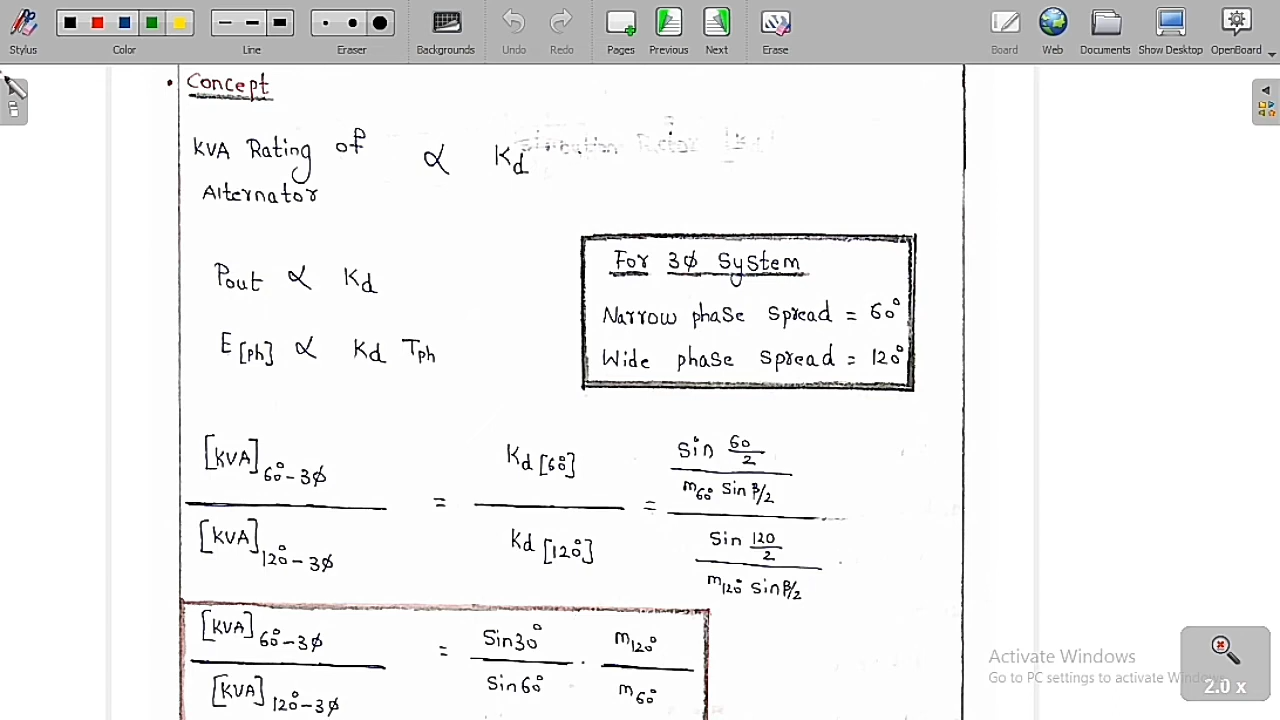 Stylus
Color
Line
Eraser
Backgrounds
Undo
Redo
Pages
Previous
Next
Erase
Board
Web
Documents
Show Desktop
OpenBoard
• Concept
KVA Rating of Alternator ∝ Kd
Pout ∝ Kd
E[ph] ∝ Kd Tph
For 3ϕ System
Narrow phase spread = 60°
Wide phase spread = 120°
[KVA]60°-3ϕ / [KVA]120°-3ϕ = Kd[60°] / Kd[120°] = (Sin 60/2 / m60° Sin β/2) / (Sin 120/2 / m120° Sin β/2)
[KVA]60°-3ϕ / [KVA]120°-3ϕ = Sin30° / Sin60° . m120° / m60°
Activate Windows
Go to PC settings to activate Windows.
2.0 x